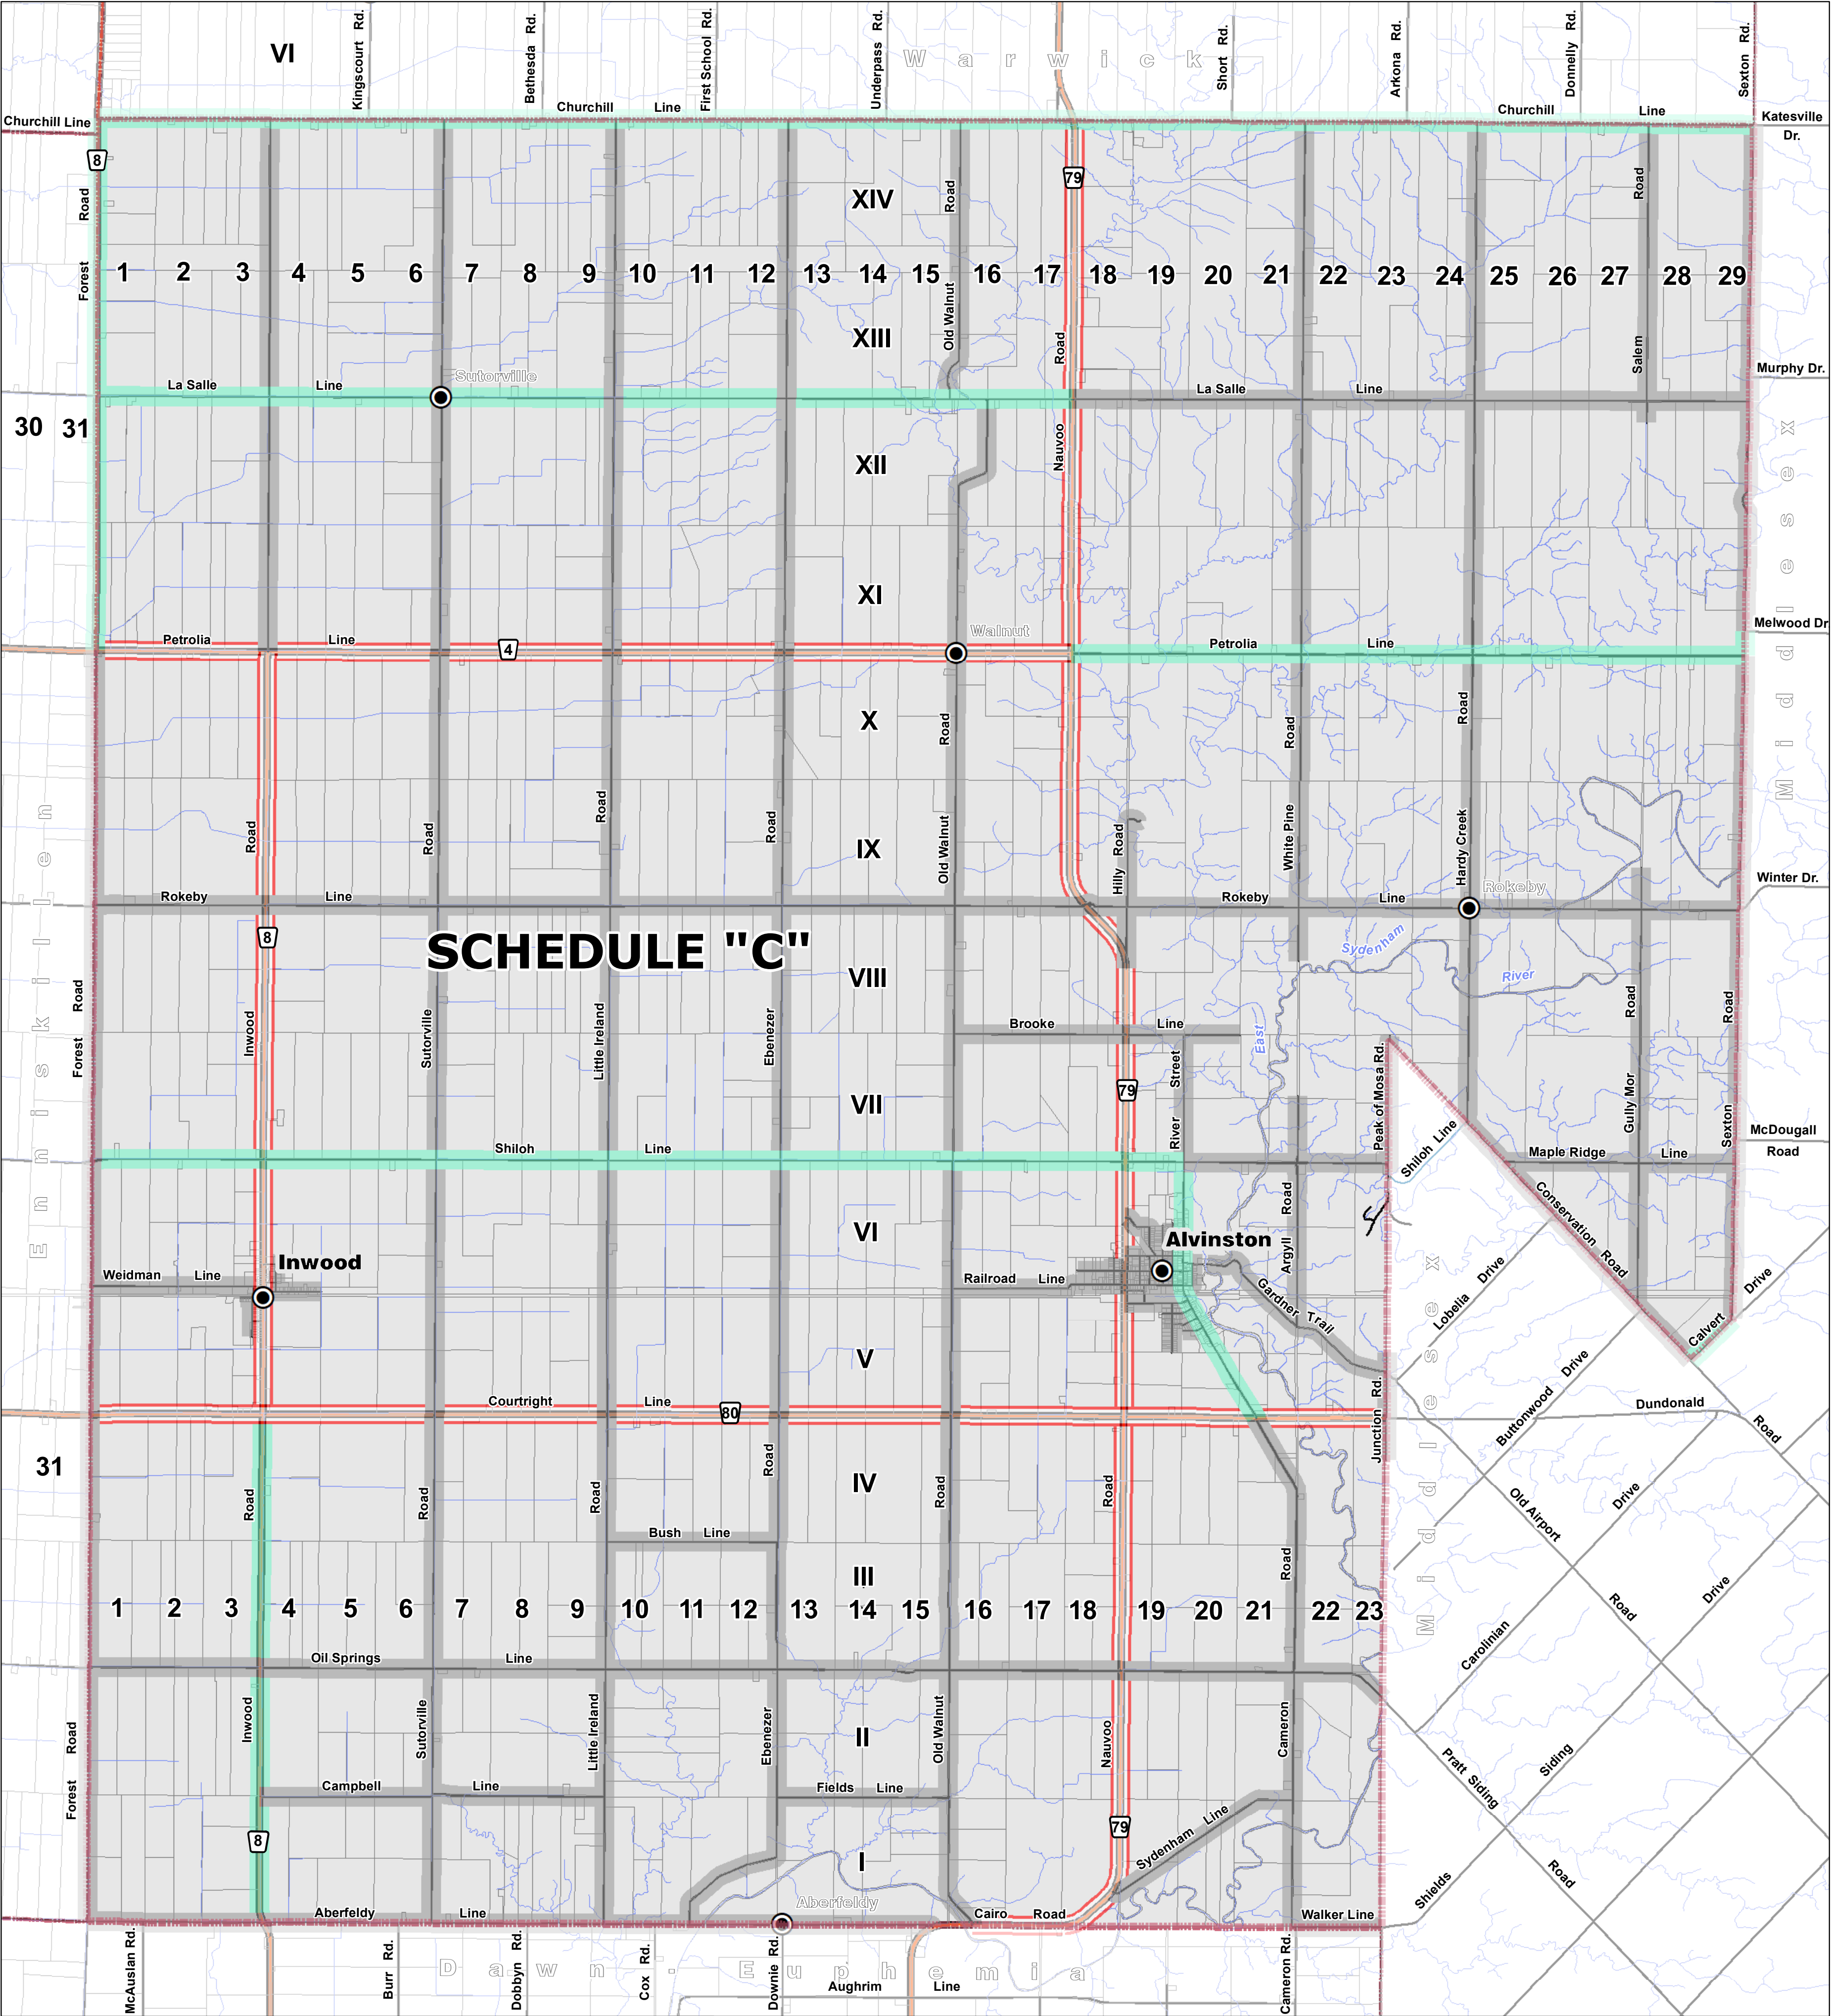 Kingscourt Rd.
Bethesda Rd.
First School Rd.
Underpass Rd.
Short Rd.
Arkona Rd.
Donnelly Rd.
Sexton Rd.
VI
Warwick
Churchill Line
Churchill Line
Churchill Line
Katesville Dr.
8
79
Forest Road
XIV
Old Walnut Road
Salem Road
1 2 3 4 5 6 7 8 9 10 11 12 13 14 15 16 17 18 19 20 21 22 23 24 25 26 27 28 29
XIII
Nauvoo Road
La Salle Line
Sutorville
La Salle Line
Murphy Dr.
30 31
XII
Middlesex
XI
Petrolia Line
4
Walnut
Petrolia Line
Melwood Dr
X
Inwood Road
Sutorville Road
Little Ireland Road
Ebenezer Road
Old Walnut Road
Hilly Road
White Pine Road
Hardy Creek Road
IX
Enniskillen
Rokeby Line
Rokeby Line
Rokeby
Winter Dr.
8
SCHEDULE "C"
VIII
Sydenham River
East
Forest Road
Brooke Line
79
River Street
Peak of Mosa Rd.
Gully Mor Road
Sexton Road
VII
Shiloh Line
Shiloh Line
Maple Ridge Line
McDougall Road
Conservation Road
VI
Alvinston
Argyll Road
Inwood
Weidman Line
Railroad Line
Gardner Trail
Lobelia Drive
Calvert Drive
V
Buttonwood Drive
Middlesex
Courtright Line
80
Junction Rd.
Dundonald Road
31
Inwood Road
Sutorville Road
Little Ireland Road
Ebenezer Road
IV
Old Walnut Road
Nauvoo Road
Cameron Road
Old Airport Road
Bush Line
III
1 2 3 4 5 6 7 8 9 10 11 12 13 14 15 16 17 18 19 20 21 22 23
Carolinian Drive
Drive
Oil Springs Line
Forest Road
II
Campbell Line
Fields Line
Pratt Siding Road
Shields Siding
8
79
Sydenham Line
I
Aberfeldy
Aberfeldy Line
Cairo Road
Walker Line
McAuslan Rd.
Burr Rd.
Dobbyn Rd.
Cox Rd.
Downie Rd.
Cameron Rd.
Dawn - Euphemia
Aughrim Line